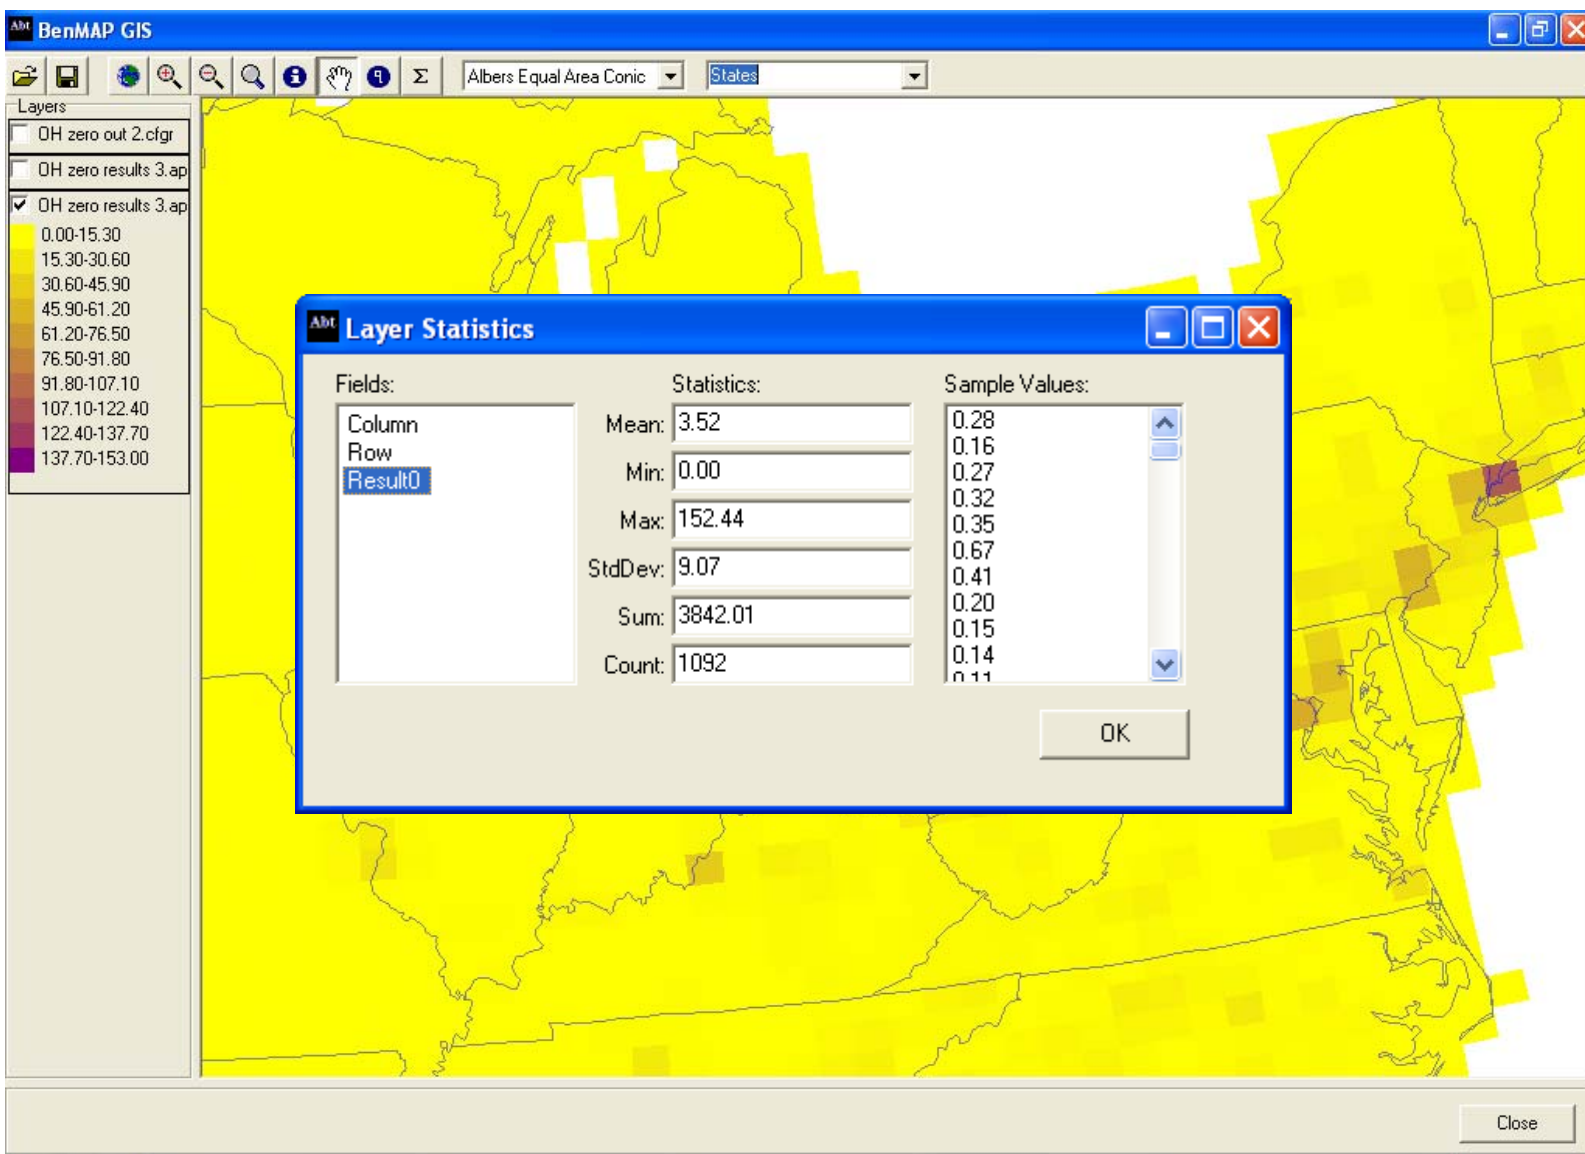 Abt BenMAP GIS
Σ Albers Equal Area Conic States
Layers
OH zero out 2.cfgr
OH zero results 3.ap
OH zero results 3.ap
0.00-15.30
15.30-30.60
30.60-45.90
45.90-61.20
61.20-76.50
76.50-91.80
91.80-107.10
107.10-122.40
122.40-137.70
137.70-153.00
Abt Layer Statistics
Fields:
Column
Row
Result0
Statistics:
Mean: 3.52
Min: 0.00
Max: 152.44
StdDev: 9.07
Sum: 3842.01
Count: 1092
Sample Values:
0.28
0.16
0.27
0.32
0.35
0.67
0.41
0.20
0.15
0.14
0.11
OK
Close